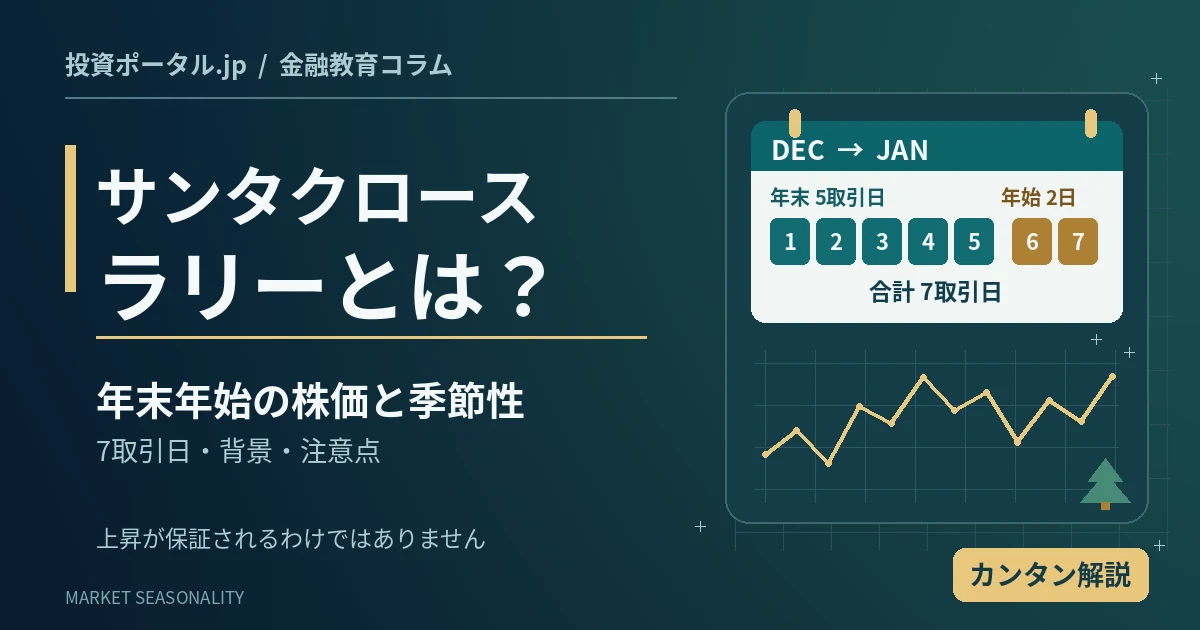 投資ポータル.jp / 金融教育コラム
サンタクロース
ラリーとは？
年末年始の株価と季節性
7取引日・背景・注意点
上昇が保証されるわけではありません
MARKET SEASONALITY
DEC → JAN
年末 5取引日 年始 2日
1 2 3 4 5 6 7
合計 7取引日
カンタン解説